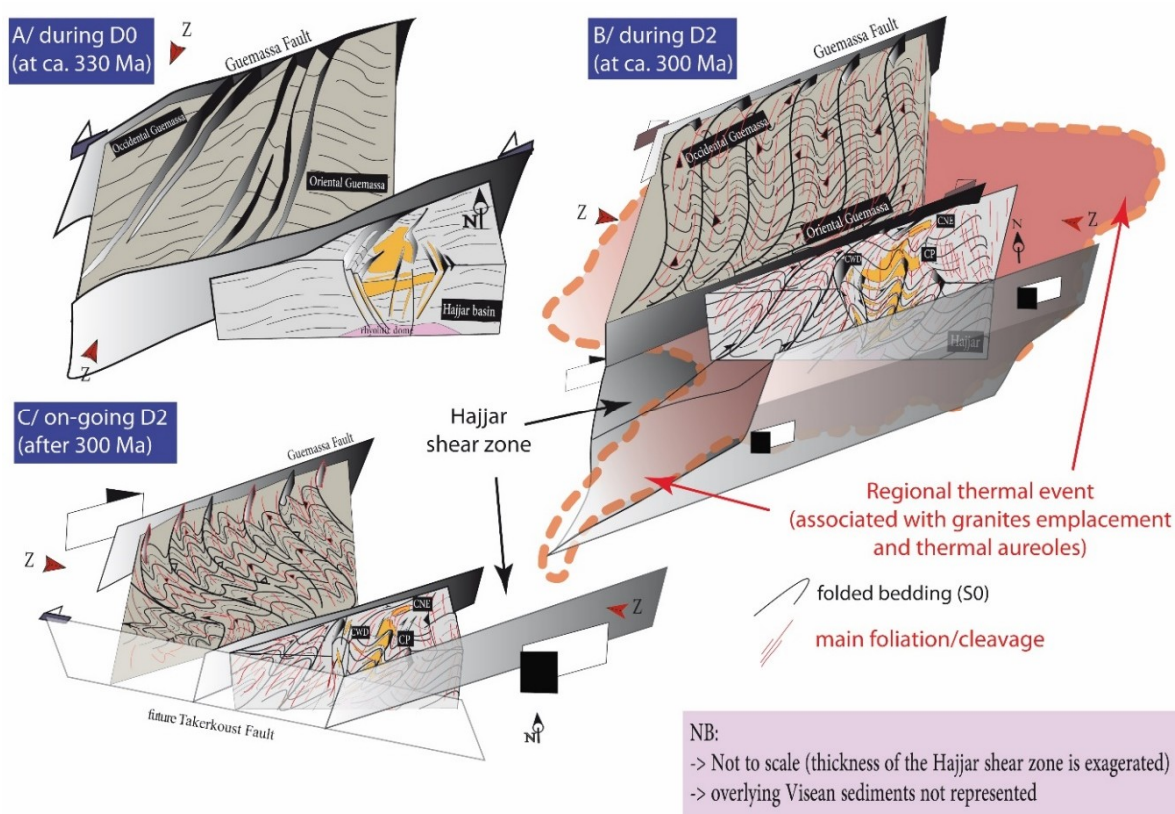 A/ during D0
(at ca. 330 Ma)
Z
Guemassa Fault
Occidental Guemassa
Oriental Guemassa
N
Hajjar basin
rhyolitic dome
Z
B/ during D2
(at ca. 300 Ma)
Guemassa Fault
Occidental Guemassa
Z
Oriental Guemassa
Z
N
CNE
CWD
CP
Hajjar
C/ on-going D2
(after 300 Ma)
Guemassa Fault
Z
Hajjar
shear zone
CNE
CWD
CP
Z
N
future Takerkoust Fault
Regional thermal event
(associated with granites emplacement
and thermal aureoles)
folded bedding (S0)
main foliation/cleavage
NB:
-> Not to scale (thickness of the Hajjar shear zone is exagerated)
-> overlying Visean sediments not represented